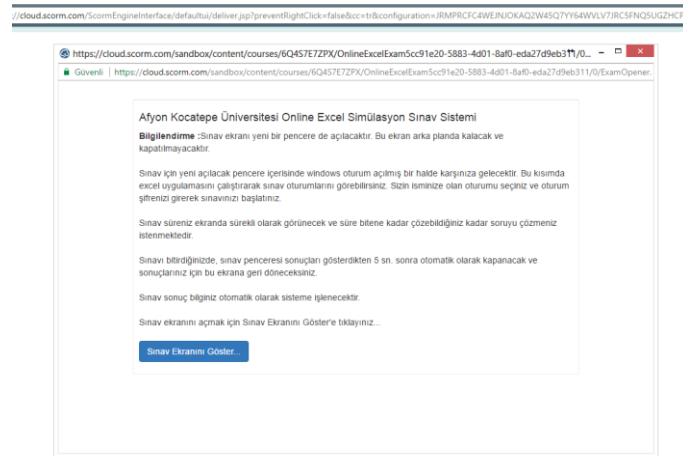 ://cloud.scorm.com/ScormEngineInterface/defaultui/deliver.jsp?preventRightClick=false&cc=tr&configuration=JRMPRCFC4WEJNJOKAQ2W45Q7YY64WVLV7JRC5FNQ5UGZHCF
https://cloud.scorm.com/sandbox/content/courses/6Q4S7E7ZPX/OnlineExcelExam5cc91e20-5883-4d01-8af0-eda27d9eb311/0...
Güvenli | https://cloud.scorm.com/sandbox/content/courses/6Q457E7ZPX/OnlineExcelExam5cc91e20-5883-4d01-8af0-eda27d9eb311/0/ExamOpener.
Afyon Kocatepe Üniversitesi Online Excel Simülasyon Sınav Sistemi
Bilgilendirme :Sınav ekranı yeni bir pencere de açılacaktır. Bu ekran arka planda kalacak ve
kapatılmayacaktır.
Sınav için yeni açılacak pencere içerisinde windows oturum açılmış bir halde karşınıza gelecektir. Bu kısımda
excel uygulamasını çalıştırarak sınav oturumlarını görebilirsiniz. Sizin isminize olan oturumu seçiniz ve oturum
şifrenizi girerek sınavınızı başlatınız.
Sınav süreniz ekranda sürekli olarak görünecek ve süre bitene kadar çözebildiğiniz kadar soruyu çözmeniz
istenmektedir.
Sınavı bitirdiğinizde, sınav penceresi sonuçları gösterdikten 5 sn. sonra otomatik olarak kapanacak ve
sonuçlarınız için bu ekrana geri döneceksiniz.
Sınav sonuç bilginiz otomatik olarak sisteme işlenecektir.
Sınav ekranını açmak için Sınav Ekranını Göster'e tıklayınız...
Sınav Ekranını Göster...